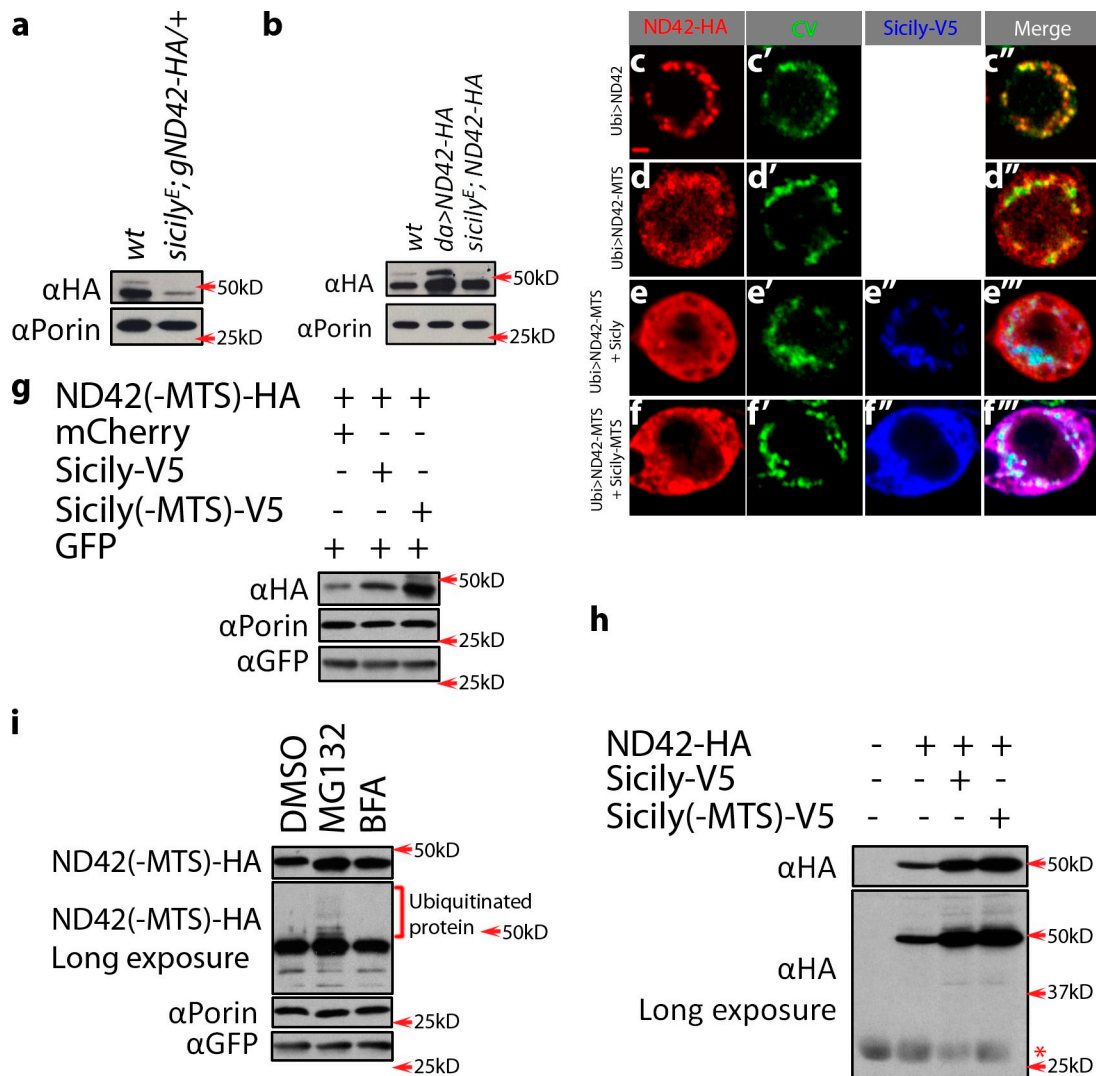 a
wt
sicilyᴱ; gND42-HA/+
αHA
50kD
αPorin
25kD
b
wt
da>ND42-HA
sicilyᴱ; ND42-HA
αHA
50kD
αPorin
25kD
ND42-HA
CV
Sicily-V5
Merge
Ubi>ND42
c
c′
c″
Ubi>ND42-MTS
d
d′
d″
Ubi>ND42-MTS
+ Sicly
e
e′
e″
e‴
Ubi>ND42-MTS
+ Sicily-MTS
f
f′
f″
f‴
g
ND42(-MTS)-HA + + +
mCherry + - -
Sicily-V5 - + -
Sicily(-MTS)-V5 - - +
GFP + + +
αHA
50kD
αPorin
25kD
αGFP
25kD
h
ND42-HA - + + +
Sicily-V5 - - + -
Sicily(-MTS)-V5 - - - +
αHA
50kD
αHA
Long exposure
50kD
37kD
*
25kD
i
DMSO
MG132
BFA
ND42(-MTS)-HA
50kD
ND42(-MTS)-HA
Long exposure
Ubiquitinated
protein
50kD
αPorin
25kD
αGFP
25kD